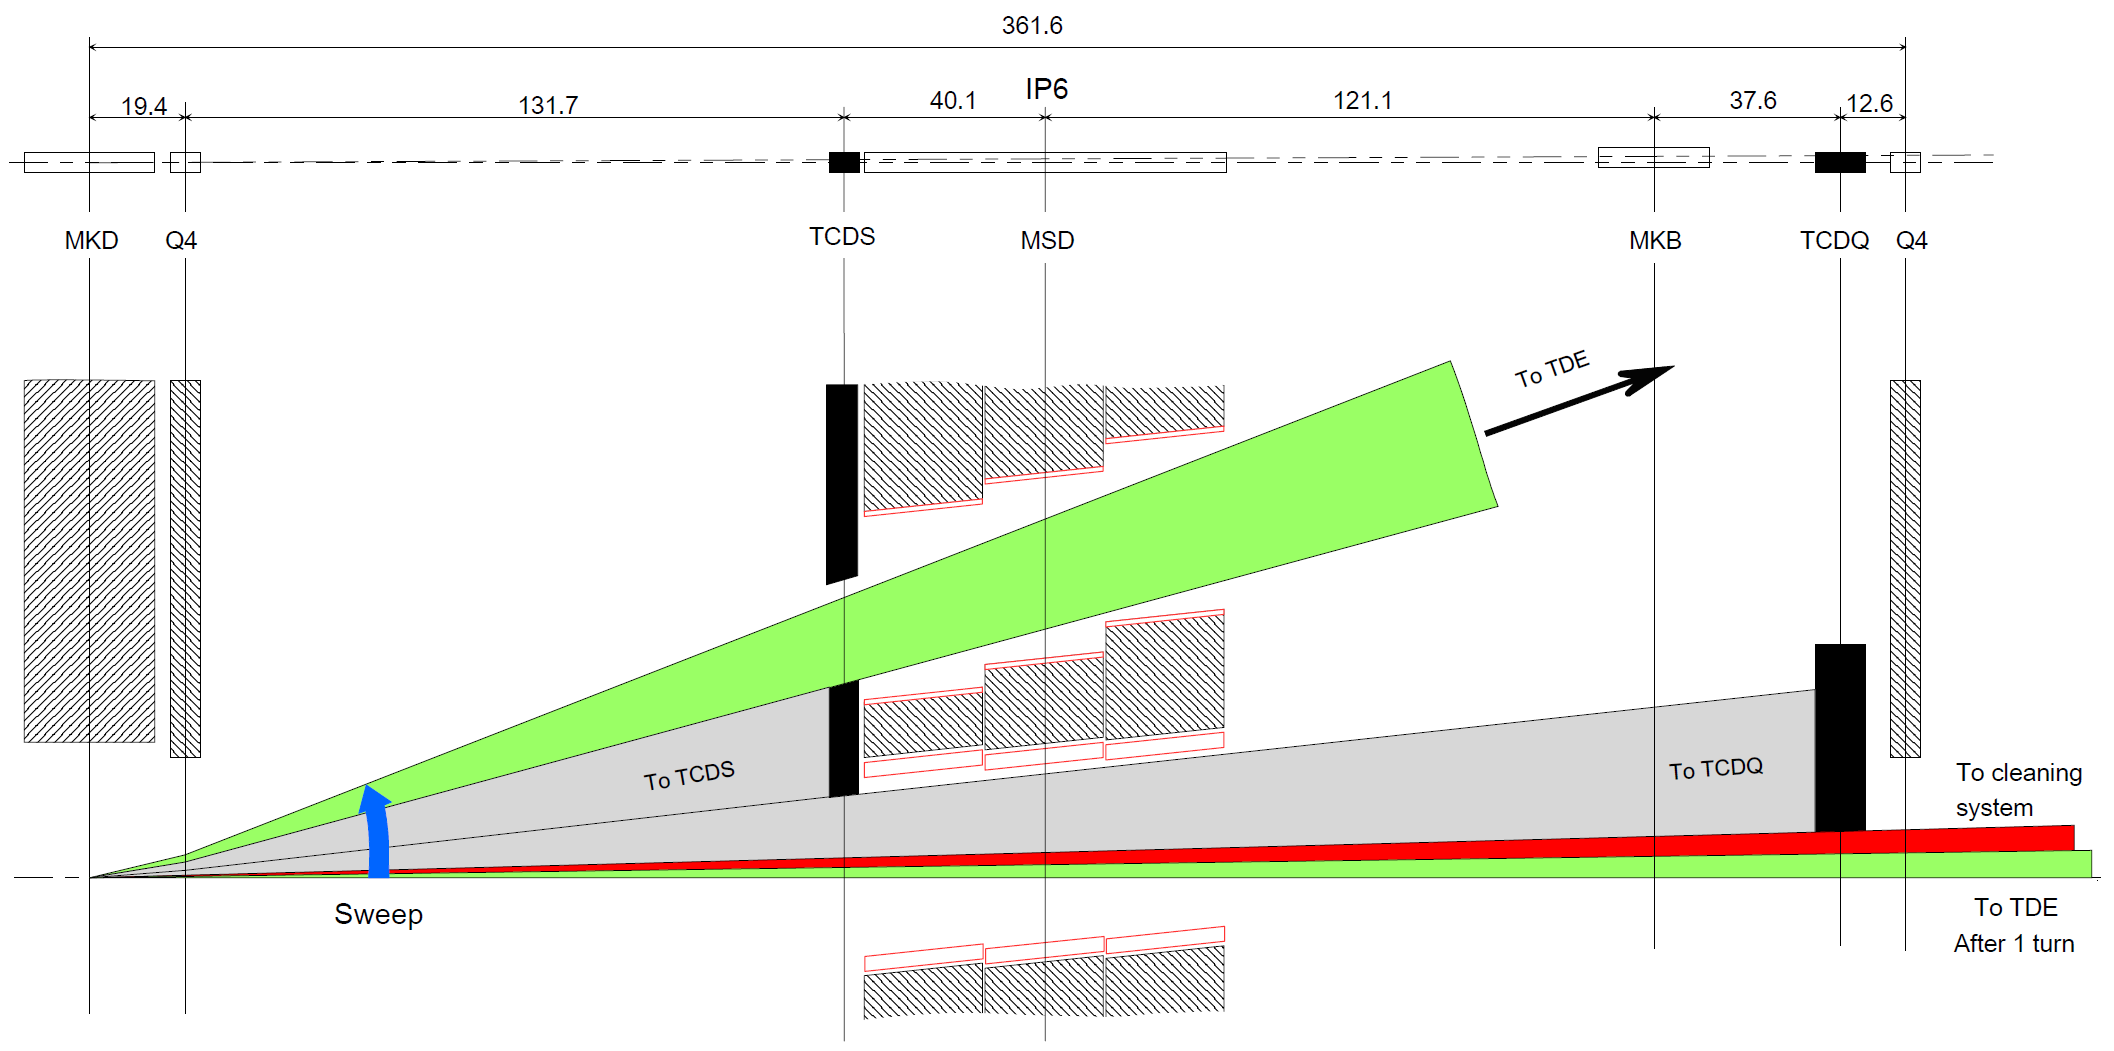 361.6
IP6
19.4
131.7
40.1
121.1
37.6
12.6
MKD
Q4
TCDS
MSD
MKB
TCDQ
Q4
To TDE
To TCDS
To TCDQ
To cleaning
system
Sweep
To TDE
After 1 turn